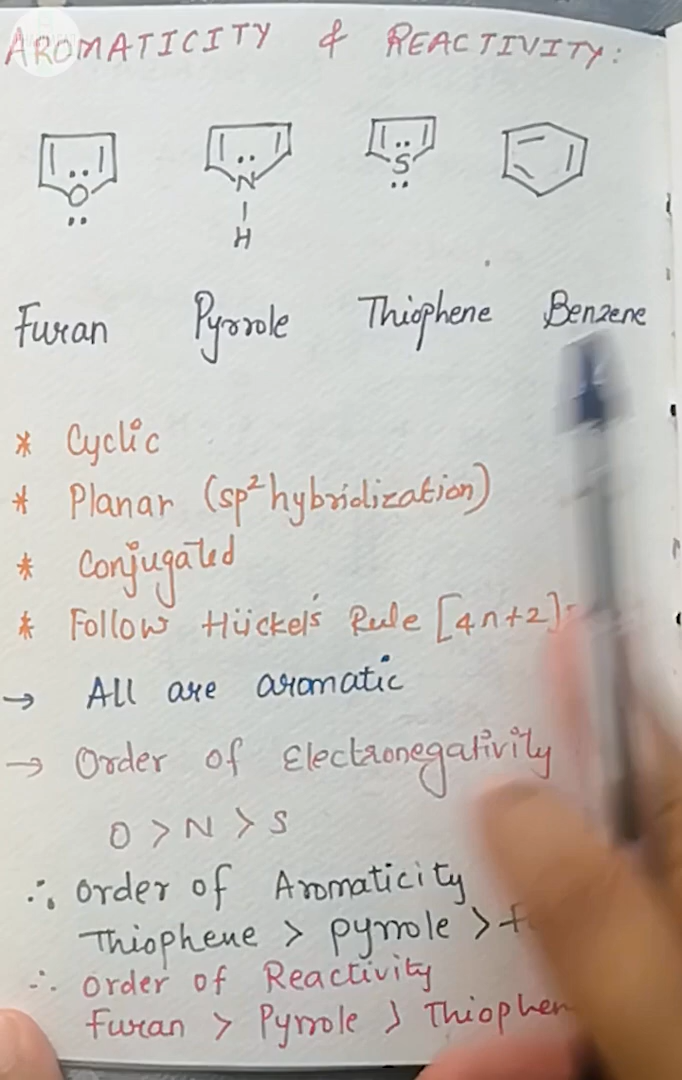 AROMATICITY & REACTIVITY:
O
N
H
S
Furan Pyrrole Thiophene Benzene
* Cyclic
* Planar (sp² hybridization)
* Conjugated
* Follow Hückel's Rule [4n+2]
→ All are aromatic
→ Order of Electronegativity
O > N > S
∴ Order of Aromaticity
Thiophene > pyrrole >
∴ Order of Reactivity
Furan > Pyrrole >